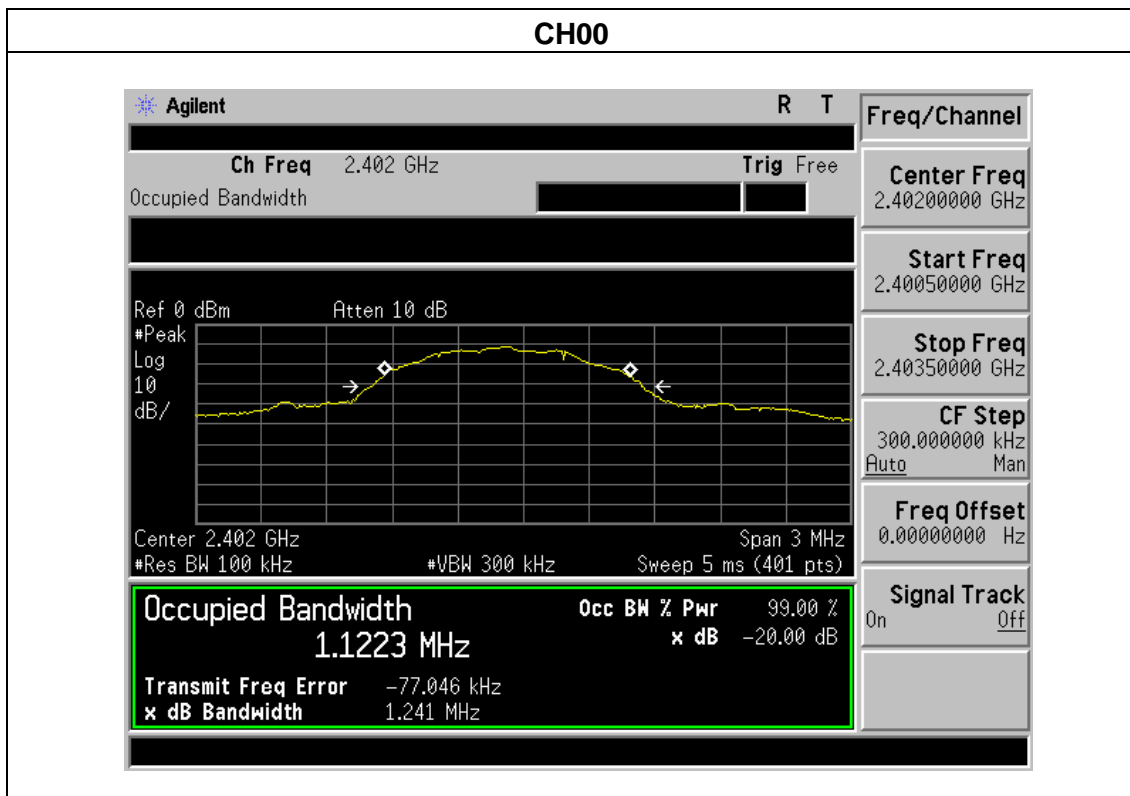 CH00
Agilent
R T
Ch Freq 2.402 GHz
Trig Free
Occupied Bandwidth
Ref 0 dBm
Atten 10 dB
#Peak
Log
10
dB/
Center 2.402 GHz
Span 3 MHz
#Res BW 100 kHz
#VBW 300 kHz
Sweep 5 ms (401 pts)
Occupied Bandwidth
1.1223 MHz
Occ BW % Pwr 99.00 %
x dB -20.00 dB
Transmit Freq Error -77.046 kHz
x dB Bandwidth 1.241 MHz
Freq/Channel
Center Freq
2.40200000 GHz
Start Freq
2.40050000 GHz
Stop Freq
2.40350000 GHz
CF Step
300.000000 kHz
Auto Man
Freq Offset
0.00000000 Hz
Signal Track
On Off